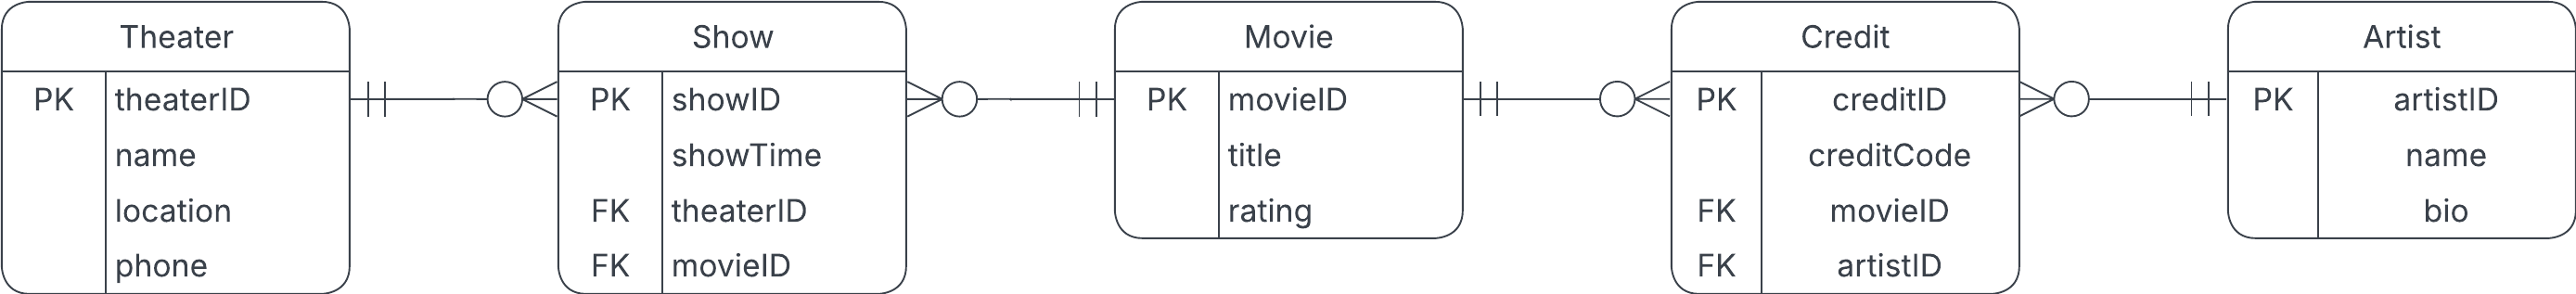 Theater
PK theaterID
name
location
phone
Show
PK showID
showTime
FK theaterID
FK movieID
Movie
PK movieID
title
rating
Credit
PK creditID
creditCode
FK movieID
FK artistID
Artist
PK artistID
name
bio